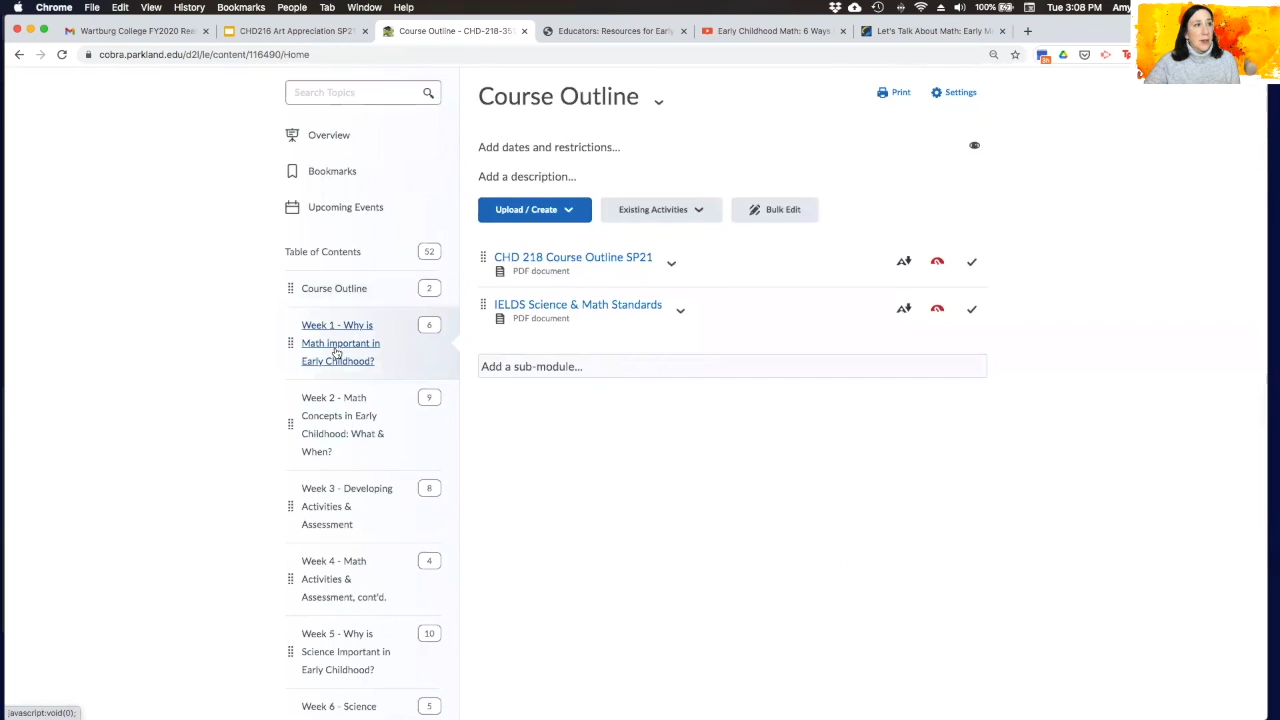 Chrome File Edit View History Bookmarks People Tab Window Help 100% Tue 3:08 PM Amy
Wartburg College FY2020 Rea CHD216 Art Appreciation SP21 Course Outline - CHD-218-351 Educators: Resources for Early Early Childhood Math: 6 Ways Let's Talk About Math: Early M
cobra.parkland.edu/d2l/le/content/116490/Home
Search Topics
Overview
Bookmarks
Upcoming Events
Table of Contents 52
Course Outline 2
Week 1 - Why is
Math important in
Early Childhood?
6
Week 2 - Math
Concepts in Early
Childhood: What &
When?
9
Week 3 - Developing
Activities &
Assessment
8
Week 4 - Math
Activities &
Assessment, cont'd.
4
Week 5 - Why is
Science Important in
Early Childhood?
10
Week 6 - Science 5
Course Outline
Print Settings
Add dates and restrictions...
Add a description...
Upload / Create Existing Activities Bulk Edit
CHD 218 Course Outline SP21
PDF document
IELDS Science & Math Standards
PDF document
Add a sub-module...
javascript:void(0);